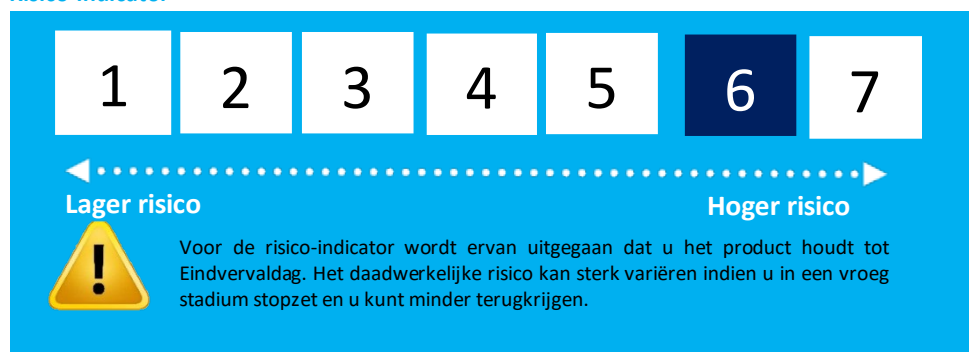 Risico-indicator
1 2 3 4 5 6 7
Lager risico Hoger risico
Voor de risico-indicator wordt ervan uitgegaan dat u het product houdt tot
Eindvervaldag. Het daadwerkelijke risico kan sterk variëren indien u in een vroeg
stadium stopzet en u kunt minder terugkrijgen.